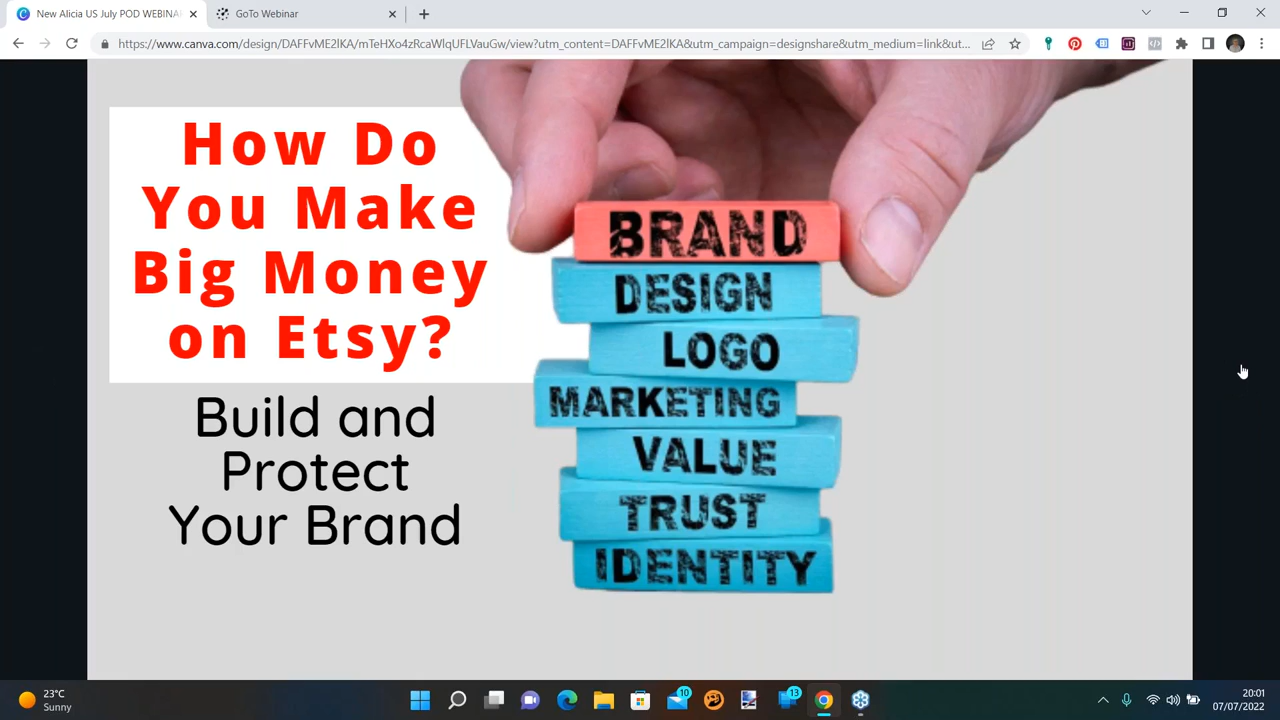 New Alicia US July POD WEBINA
GoTo Webinar
https://www.canva.com/design/DAFfvME2lKA/mTeHXo4zRaWlqtFLVauGw/view?utm_content=DAFFvME2lKA&utm_campaign=designshare&utm_medium=link&ut...
How Do
You Make
Big Money
on Etsy?
Build and
Protect
Your Brand
BRAND
DESIGN
LOGO
MARKETING
VALUE
TRUST
IDENTITY
23°C
Sunny
10
13
20:01
07/07/2022